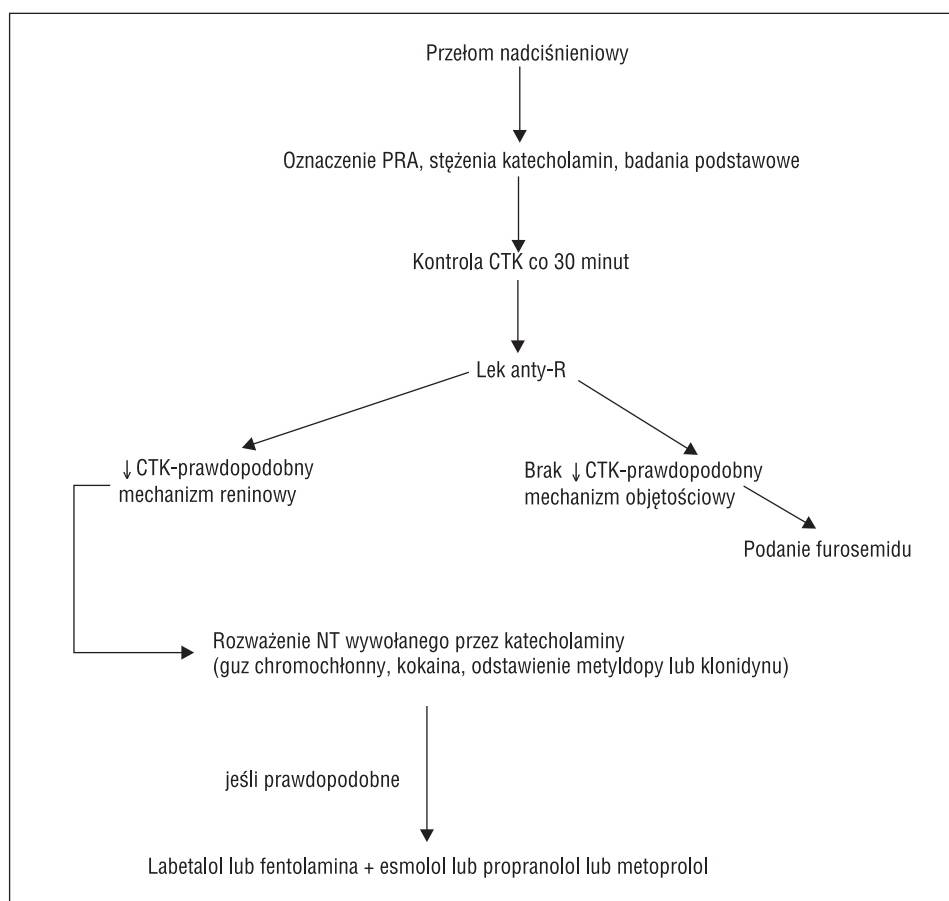 Przełom nadciśnieniowy
Oznaczenie PRA, stężenia katecholamin, badania podstawowe
Kontrola CTK co 30 minut
Lek anty-R
↓ CTK-prawdopodobny
mechanizm reninowy
Brak ↓ CTK-prawdopodobny
mechanizm objętościowy
Podanie furosemidu
Rozważenie NT wywołanego przez katecholaminy
(guz chromochłonny, kokaina, odstawienie metyldopy lub klonidynu)
jeśli prawdopodobne
Labetalol lub fentolamina + esmolol lub propranolol lub metoprolol